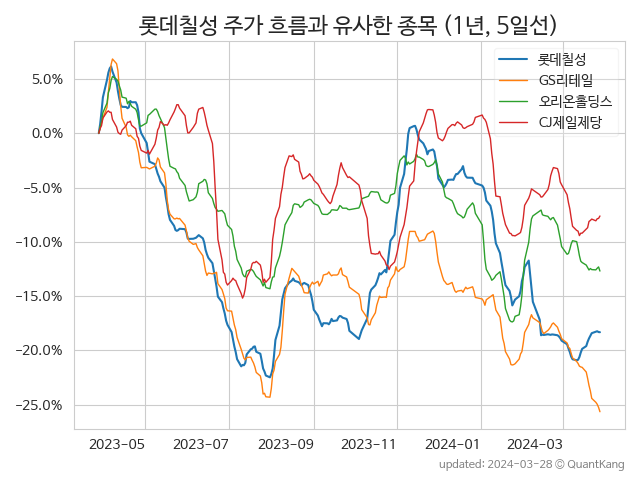 롯데칠성 주가 흐름과 유사한 종목 (1년, 5일선)
롯데칠성
GS리테일
오리온홀딩스
CJ제일제당
5.0%
0.0%
−5.0%
−10.0%
−15.0%
−20.0%
−25.0%
2023-05 2023-07 2023-09 2023-11 2024-01 2024-03
updated: 2024-03-28 © QuantKang